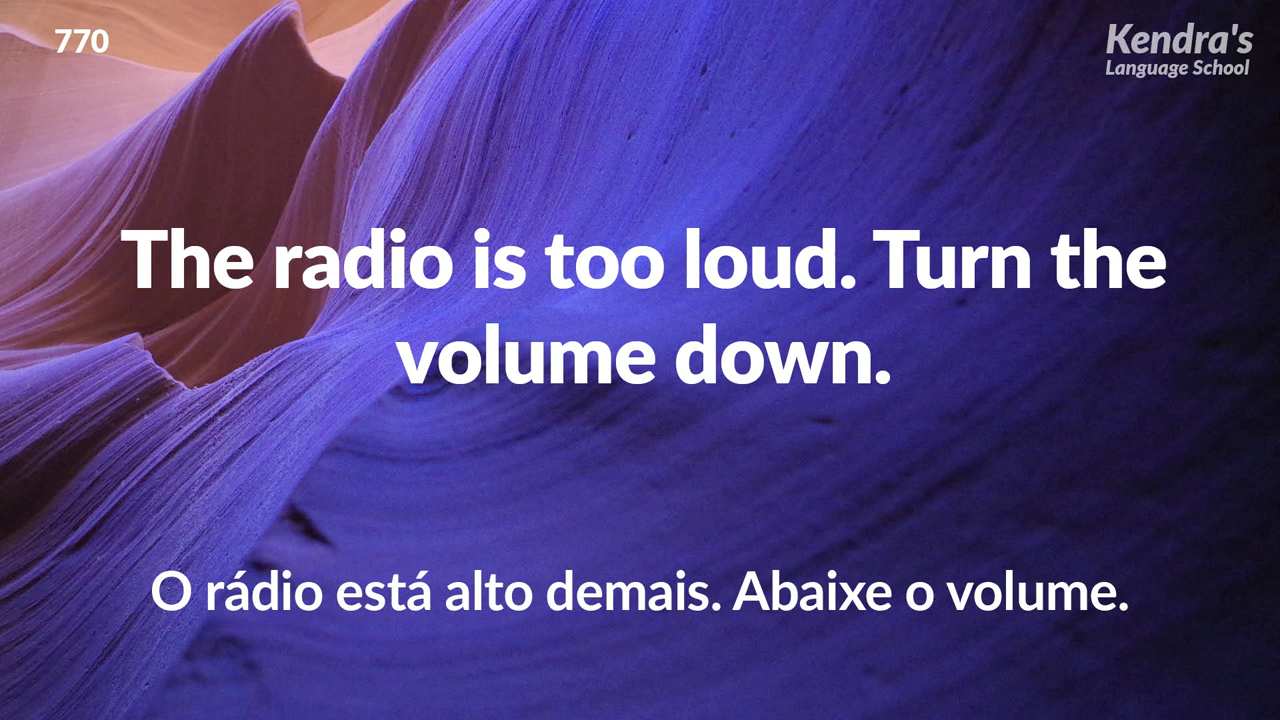 770
Kendra's
Language School
The radio is too loud. Turn the
volume down.
O rádio está alto demais. Abaixe o volume.